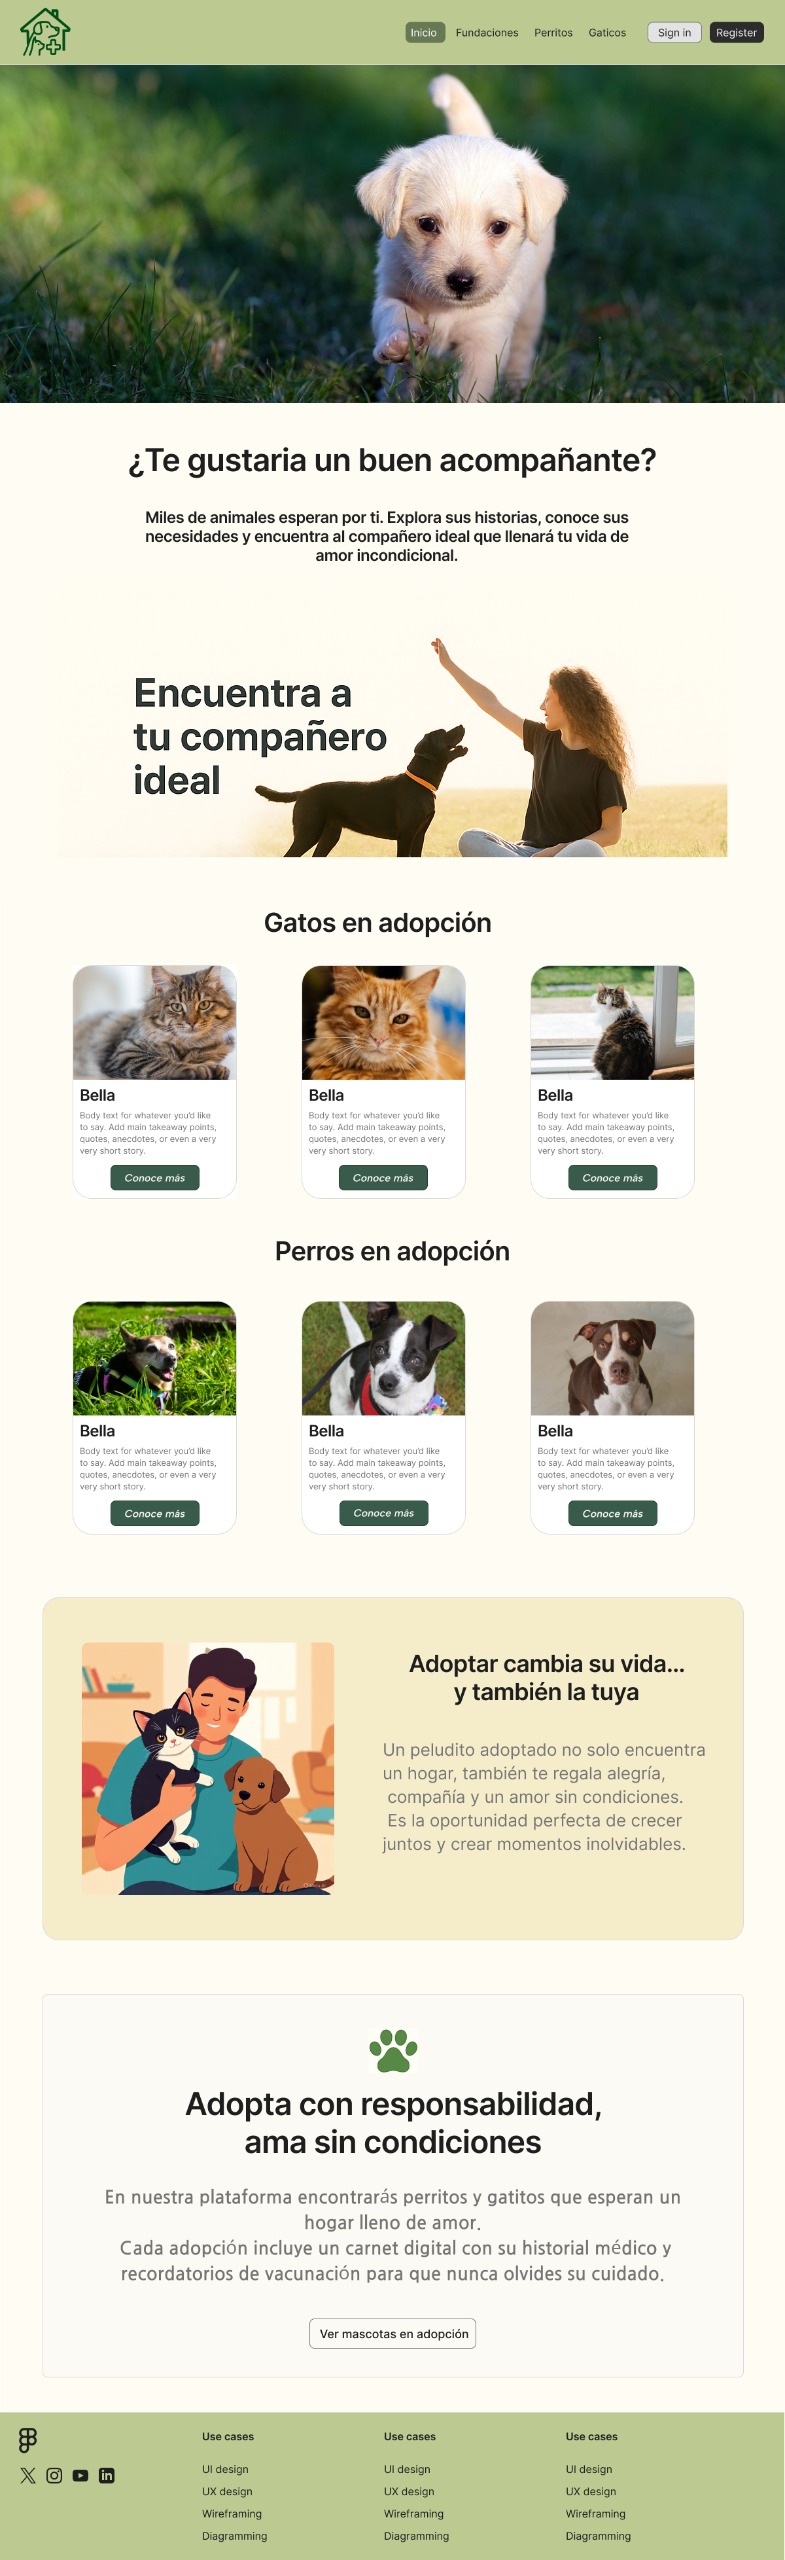 Inicio Fundaciones Perritos Gaticos Sign in Register
¿Te gustaria un buen acompañante?
Miles de animales esperan por ti. Explora sus historias, conoce sus
necesidades y encuentra al compañero ideal que llenará tu vida de
amor incondicional.
Encuentra a
tu compañero
ideal
Gatos en adopción
Bella
Body text for whatever you'd like
to say. Add main takeaway points,
quotes, anecdotes, or even a very
very short story.
Conoce más
Bella
Body text for whatever you'd like
to say. Add main takeaway points,
quotes, anecdotes, or even a very
very short story.
Conoce más
Bella
Body text for whatever you'd like
to say. Add main takeaway points,
quotes, anecdotes, or even a very
very short story.
Conoce más
Perros en adopción
Bella
Body text for whatever you'd like
to say. Add main takeaway points,
quotes, anecdotes, or even a very
very short story.
Conoce más
Bella
Body text for whatever you'd like
to say. Add main takeaway points,
quotes, anecdotes, or even a very
very short story.
Conoce más
Bella
Body text for whatever you'd like
to say. Add main takeaway points,
quotes, anecdotes, or even a very
very short story.
Conoce más
Adoptar cambia su vida...
y también la tuya
Un peludito adoptado no solo encuentra
un hogar, también te regala alegría,
compañía y un amor sin condiciones.
Es la oportunidad perfecta de crecer
juntos y crear momentos inolvidables.
Adopta con responsabilidad,
ama sin condiciones
En nuestra plataforma encontrarás perritos y gatitos que esperan un
hogar lleno de amor.
Cada adopción incluye un carnet digital con su historial médico y
recordatorios de vacunación para que nunca olvides su cuidado.
Ver mascotas en adopción
Use cases
UI design
UX design
Wireframing
Diagramming
Use cases
UI design
UX design
Wireframing
Diagramming
Use cases
UI design
UX design
Wireframing
Diagramming